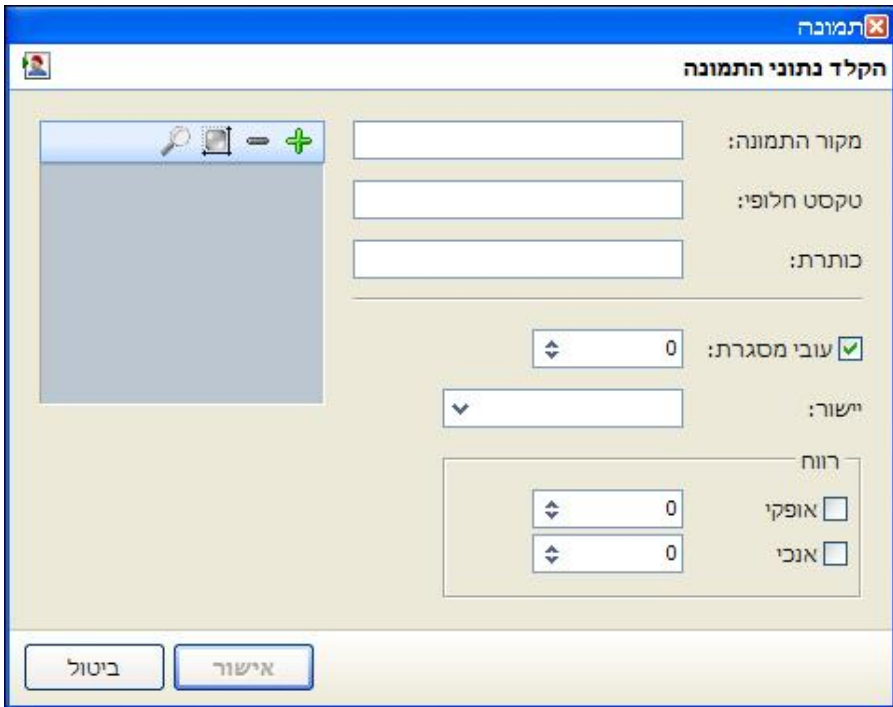 תמונה
הקלד נתוני התמונה
מקור התמונה:
טקסט חלופי:
כותרת:
עובי מסגרת: 0
יישור:
רווח
אופקי 0
אנכי 0
אישור ביטול